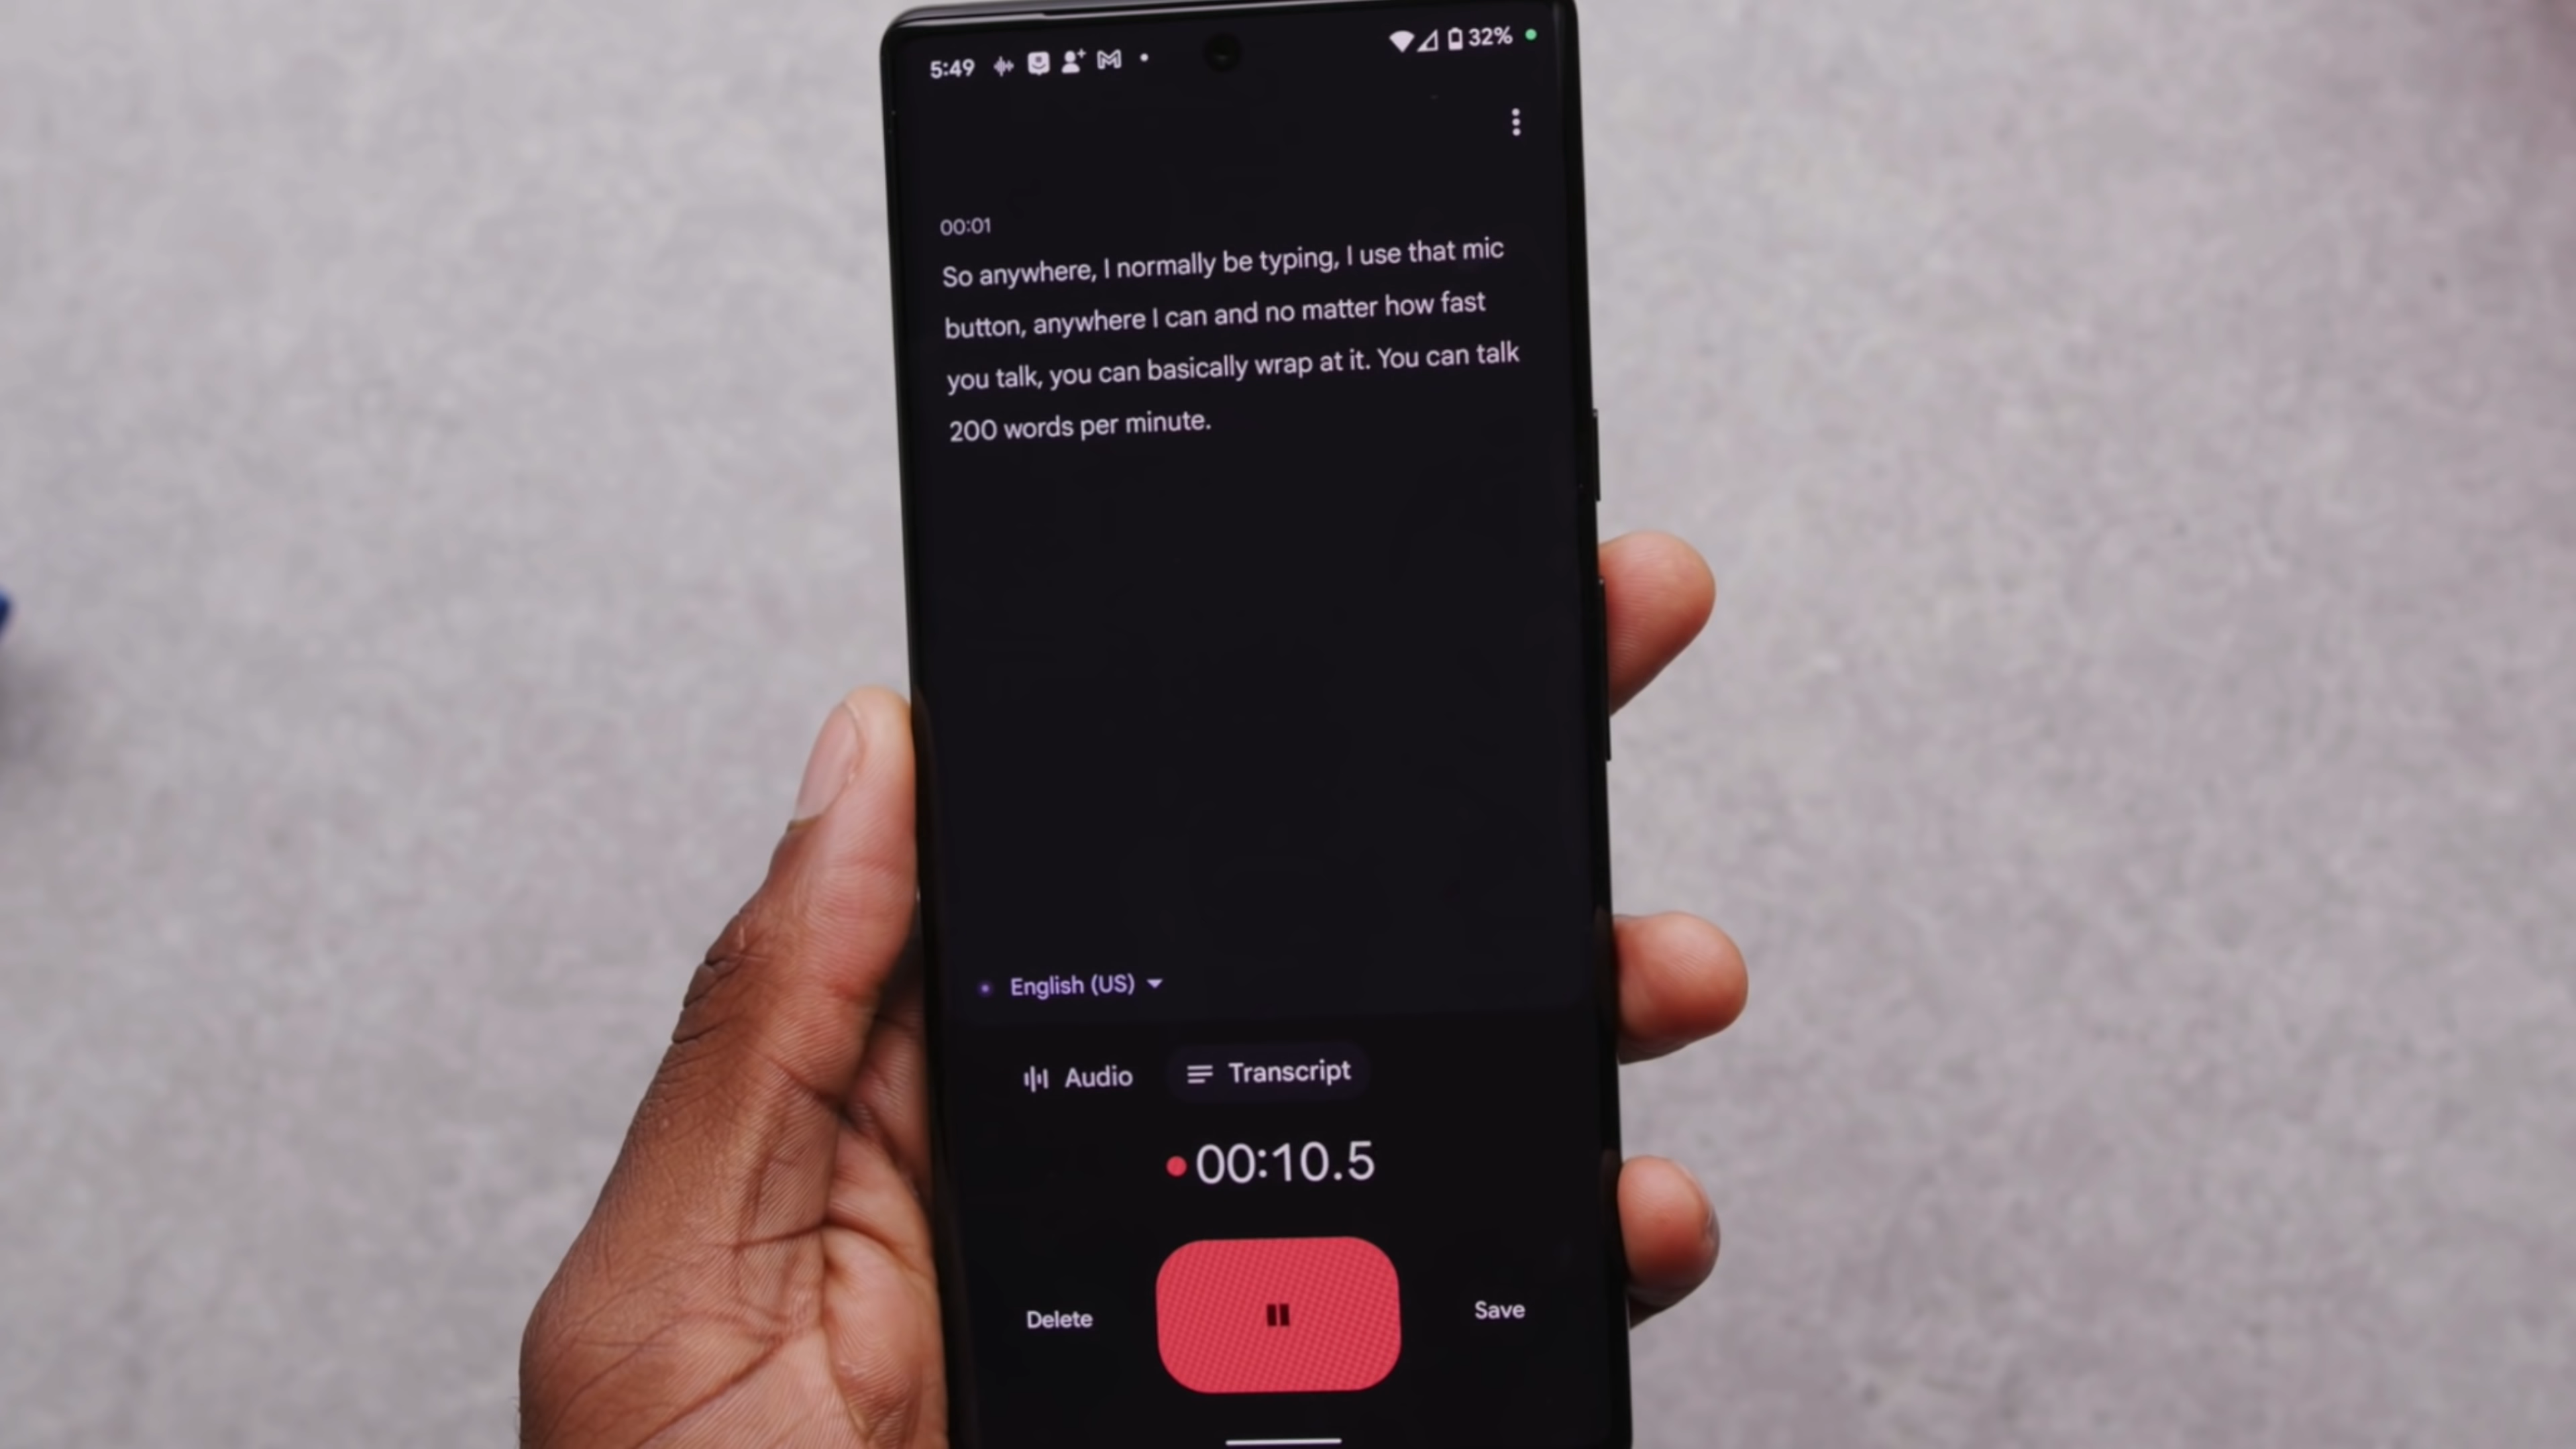 5:49
32%
00:01
So anywhere, I normally be typing, I use that mic
button, anywhere I can and no matter how fast
you talk, you can basically wrap at it. You can talk
200 words per minute.
English (US)
Audio Transcript
00:10.5
Delete Save